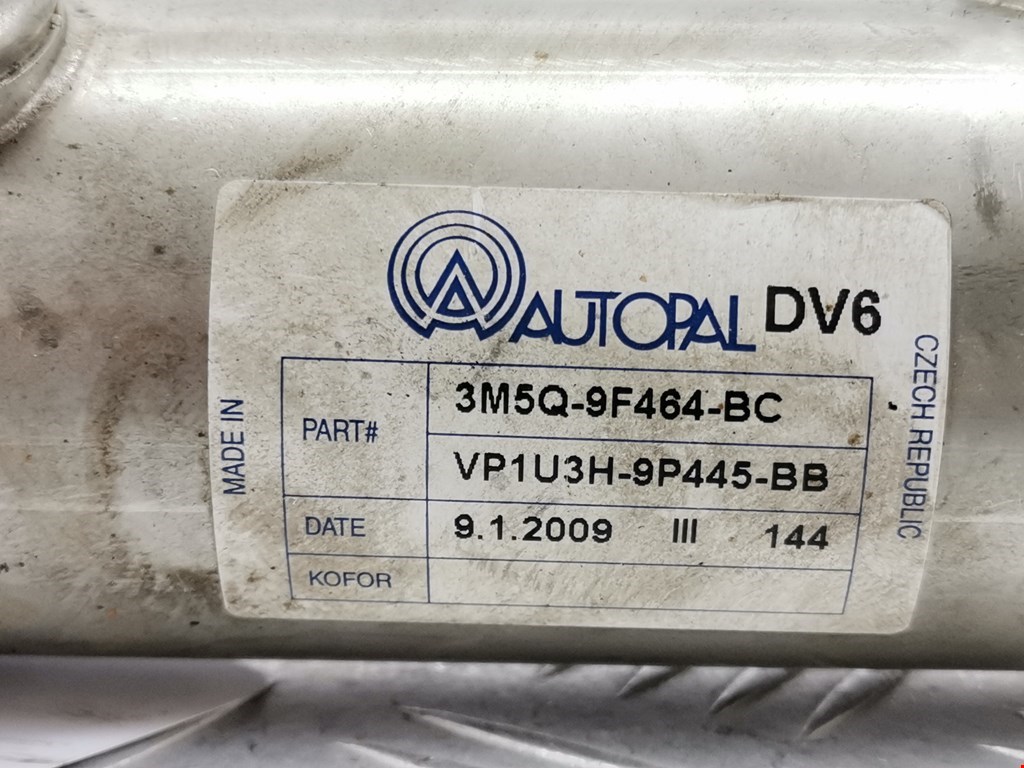 AUTOPAL DV6
MADE IN
CZECH REPUBLIC
PART#
3M5Q-9F464-BC
VP1U3H-9P445-BB
DATE
9.1.2009 III 144
KOFOR